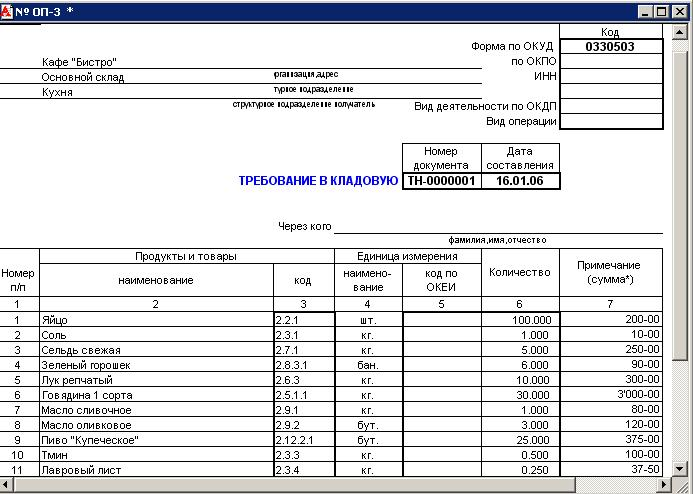 № ОП-3 *
Код
Форма по ОКУД 0330503
Кафе "Бистро" по ОКПО
Основной склад организация,адрес ИНН
Кухня турное подразделение
структурное подразделение получатель Вид деятельности по ОКДП
Вид операции
Номер документа Дата составления
ТРЕБОВАНИЕ В КЛАДОВУЮ ТН-0000001 16.01.06
Через кого
фамилия,имя,отчество
Номер п/п Продукты и товары Единица измерения Количество Примечание (сумма*)
наименование код наимено-вание код по ОКЕИ
1 2 3 4 5 6 7
1 Яйцо 2.2.1 шт. 100.000 200-00
2 Соль 2.3.1 кг. 1.000 10-00
3 Сельдь свежая 2.7.1 кг. 5.000 250-00
4 Зеленый горошек 2.8.3.1 бан. 6.000 90-00
5 Лук репчатый 2.6.3 кг. 10.000 300-00
6 Говядина 1 сорта 2.5.1.1 кг. 30.000 3'000-00
7 Масло сливочное 2.9.1 кг. 1.000 80-00
8 Масло оливковое 2.9.2 бут. 3.000 120-00
9 Пиво "Купеческое" 2.12.2.1 бут. 25.000 375-00
10 Тмин 2.3.3 кг. 0.500 100-00
11 Лавровый лист 2.3.4 кг. 0.250 37-50